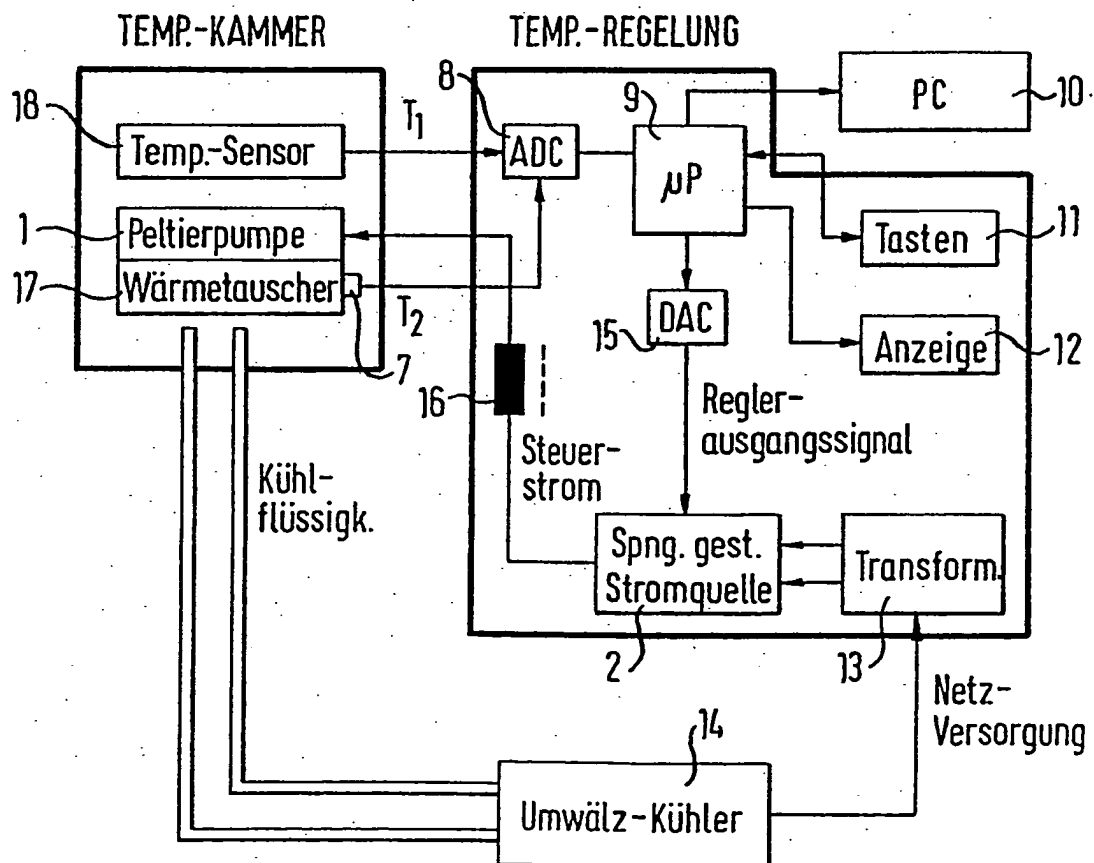 TEMP.-KAMMER
TEMP.-REGELUNG
18
Temp.-Sensor
T1
8
ADC
9
µP
PC
10
1
Peltierpumpe
17
Wärmetauscher
T2
7
Tasten
11
15
DAC
Anzeige
12
16
Steuer-
strom
Regler-
ausgangssignal
Kühl-
flüssigk.
Spng. gest.
Stromquelle
2
Transform.
13
Netz-
Versorgung
14
Umwälz-Kühler